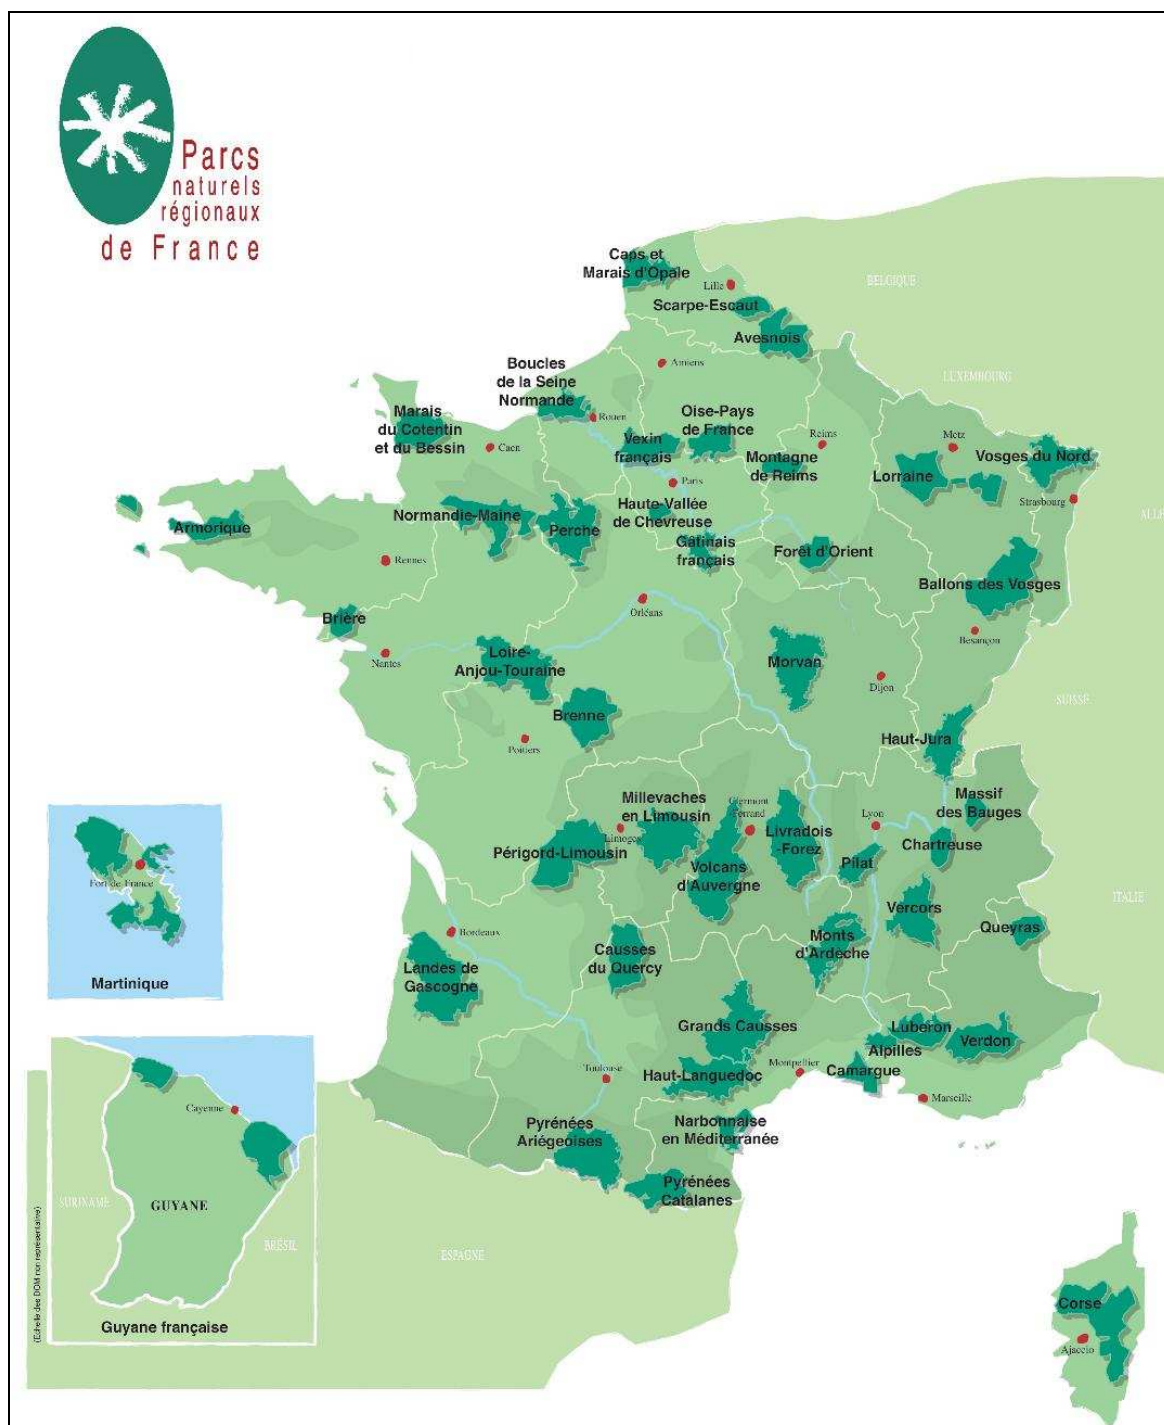 Parcs
naturels
régionaux
de France
Caps et
Marais d'Opale
Lille
BELGIQUE
Scarpe-Escaut
Avesnois
Boucles
de la Seine
Normande
Amiens
LUXEMBOURG
Rouen
Marais
du Cotentin
et du Bessin
Caen
Oise-Pays
de France
Vexin
français
Reims
Montagne
de Reims
Metz
Vosges du Nord
Lorraine
Strasbourg
Paris
Haute-Vallée
de Chevreuse
Gâtinais
français
Normandie-Maine
Perche
Armorique
Rennes
Forêt d'Orient
ALLE
Ballons des Vosges
Orléans
Brière
Nantes
Besançon
Loire-
Anjou-Touraine
Morvan
Dijon
SUISSE
Brenne
Poitiers
Haut-Jura
Massif
des Bauges
Millevaches
en Limousin
Clermont
Ferrand
Lyon
Limoges
Livradois
-Forez
Chartreuse
Périgord-Limousin
Pilat
Volcans
d'Auvergne
Fort de France
Martinique
Vercors
Queyras
ITALIE
Bordeaux
Causses
du Quercy
Monts
d'Ardèche
Landes de
Gascogne
Grands Causses
Luberon
Verdon
Alpilles
Toulouse
Haut-Languedoc
Montpellier
Camargue
Marseille
Cayenne
Pyrénées
Ariégeoises
Narbonnaise
en Méditerranée
Pyrénées
Catalanes
SURINAME
GUYANE
BRÉSIL
ESPAGNE
Guyane française
(Echelle des DOM non représentative)
Corse
Ajaccio